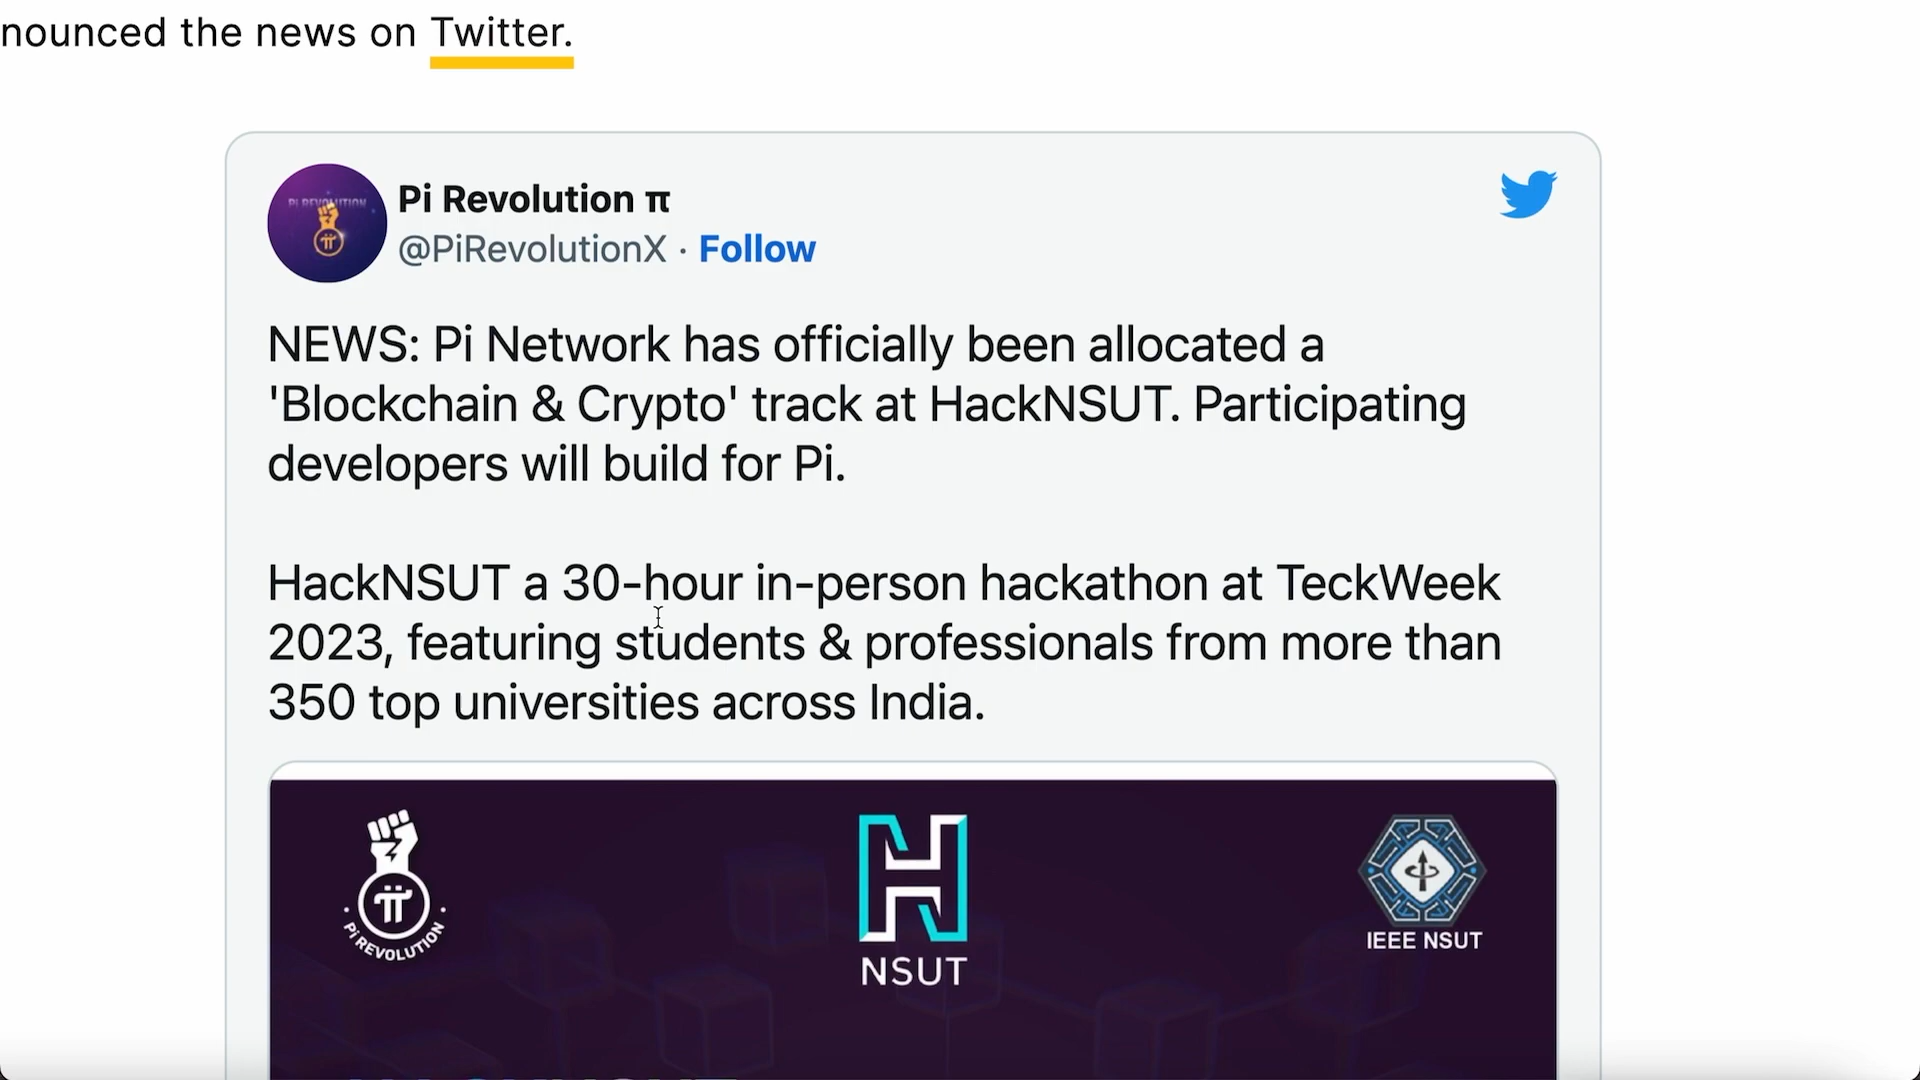 nounced the news on Twitter.
PI REVOLUTION
Pi Revolution π
@PiRevolutionX · Follow
NEWS: Pi Network has officially been allocated a
'Blockchain & Crypto' track at HackNSUT. Participating
developers will build for Pi.
HackNSUT a 30-hour in-person hackathon at TeckWeek
2023, featuring students & professionals from more than
350 top universities across India.
Pi REVOLUTION
NSUT
IEEE NSUT